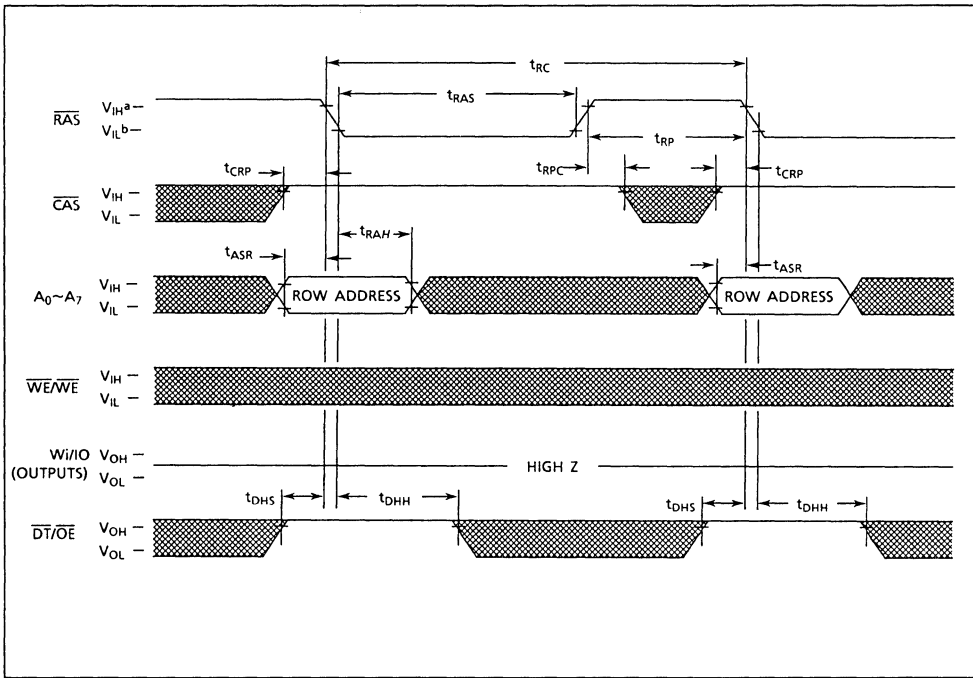 tRC
tRAS
RAS
VIHa
VILb
tRP
tCRP
tRPC
tCRP
CAS
VIH
VIL
tRAH
tASR
tASR
A0~A7
VIH
VIL
ROW ADDRESS
ROW ADDRESS
WE/WE
VIH
VIL
Wi/IO
(OUTPUTS)
VOH
VOL
HIGH Z
tDHS
tDHH
tDHS
tDHH
DT/OE
VOH
VOL